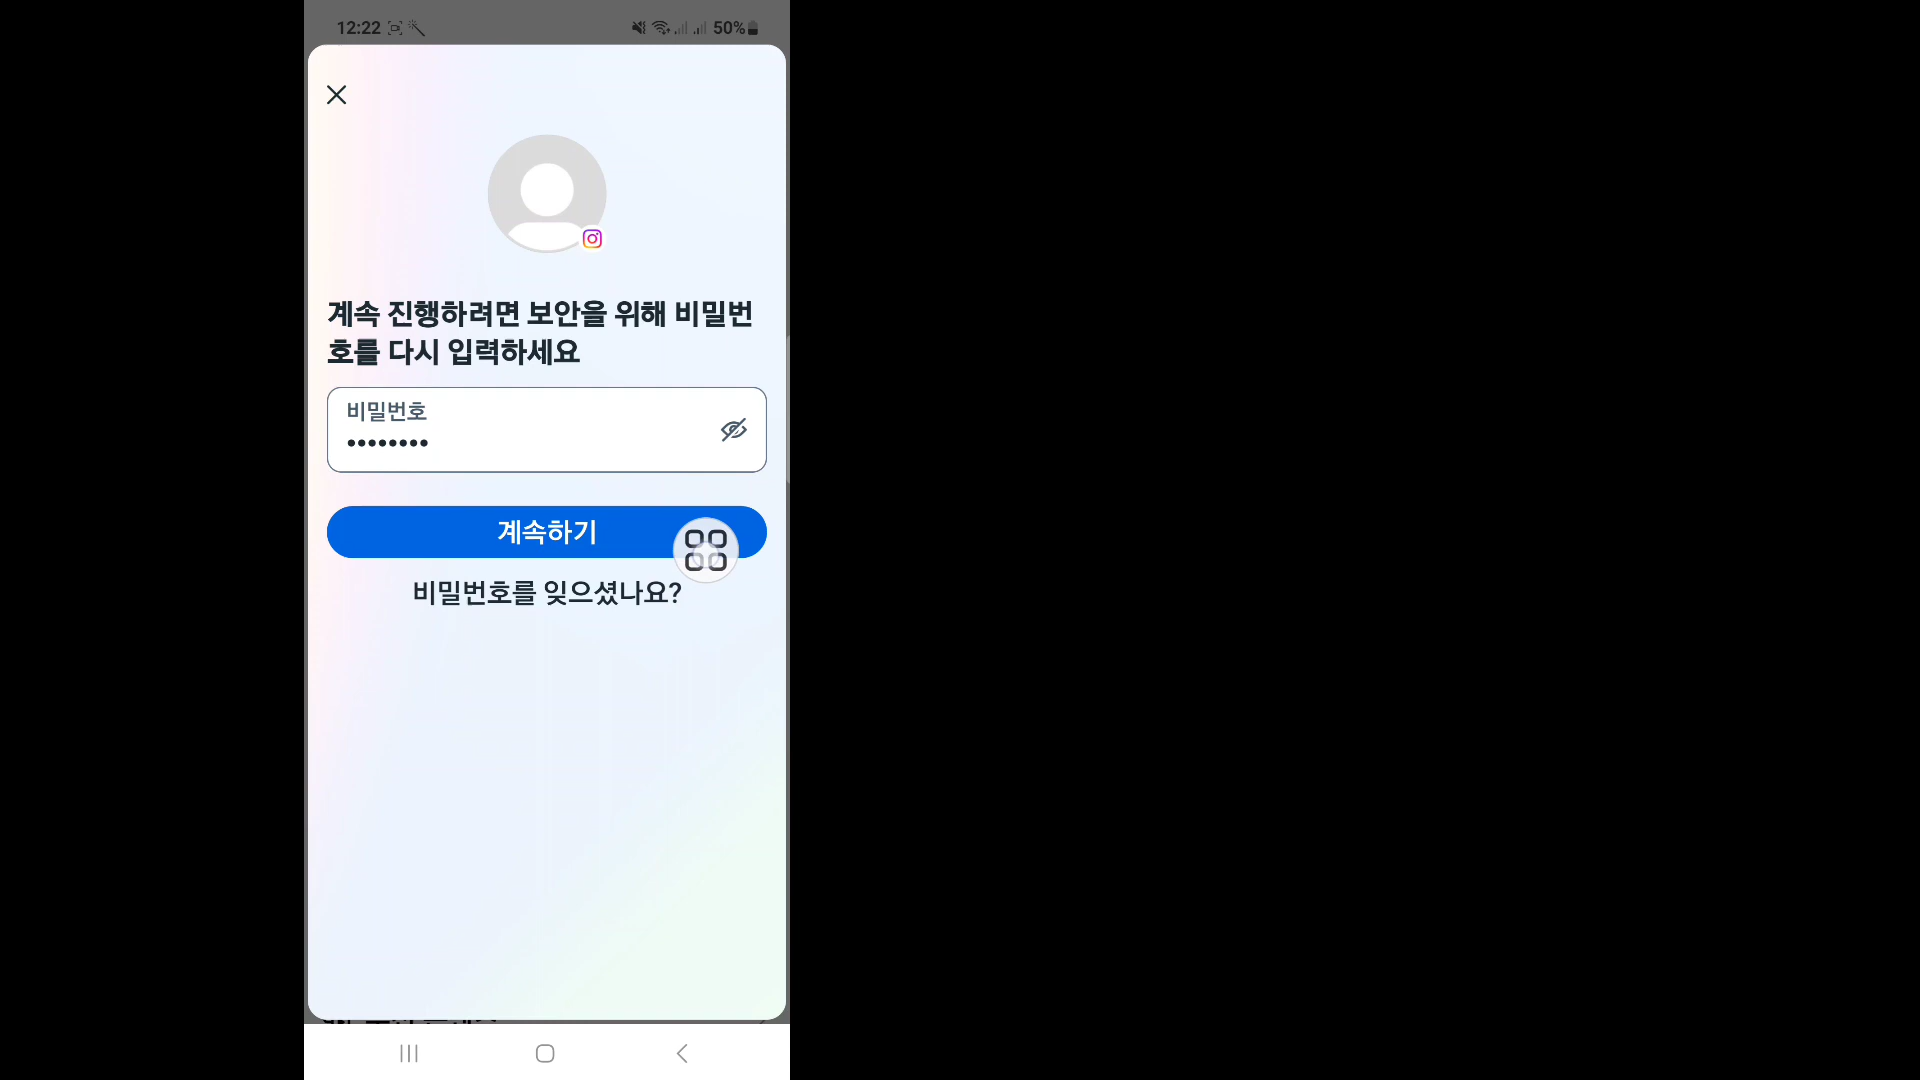 12:22
50%
계속 진행하려면 보안을 위해 비밀번
호를 다시 입력하세요
비밀번호
••••••••
계속하기
비밀번호를 잊으셨나요?